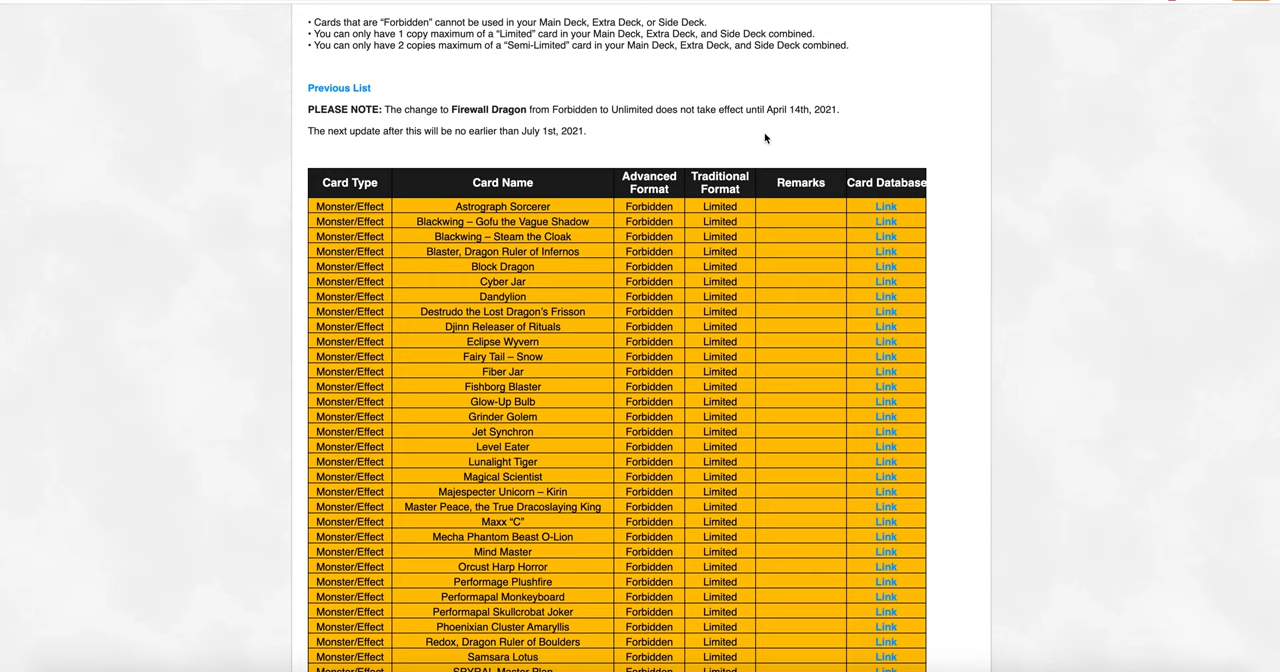 • Cards that are “Forbidden” cannot be used in your Main Deck, Extra Deck, or Side Deck.
• You can only have 1 copy maximum of a “Limited” card in your Main Deck, Extra Deck, and Side Deck combined.
• You can only have 2 copies maximum of a “Semi-Limited” card in your Main Deck, Extra Deck, and Side Deck combined.
Previous List
PLEASE NOTE: The change to Firewall Dragon from Forbidden to Unlimited does not take effect until April 14th, 2021.
The next update after this will be no earlier than July 1st, 2021.
Card Type Card Name Advanced Format Traditional Format Remarks Card Database
Monster/Effect Astrograph Sorcerer Forbidden Limited Link
Monster/Effect Blackwing – Gofu the Vague Shadow Forbidden Limited Link
Monster/Effect Blackwing – Steam the Cloak Forbidden Limited Link
Monster/Effect Blaster, Dragon Ruler of Infernos Forbidden Limited Link
Monster/Effect Block Dragon Forbidden Limited Link
Monster/Effect Cyber Jar Forbidden Limited Link
Monster/Effect Dandylion Forbidden Limited Link
Monster/Effect Destrudo the Lost Dragon’s Frisson Forbidden Limited Link
Monster/Effect Djinn Releaser of Rituals Forbidden Limited Link
Monster/Effect Eclipse Wyvern Forbidden Limited Link
Monster/Effect Fairy Tail – Snow Forbidden Limited Link
Monster/Effect Fiber Jar Forbidden Limited Link
Monster/Effect Fishborg Blaster Forbidden Limited Link
Monster/Effect Glow-Up Bulb Forbidden Limited Link
Monster/Effect Grinder Golem Forbidden Limited Link
Monster/Effect Jet Synchron Forbidden Limited Link
Monster/Effect Level Eater Forbidden Limited Link
Monster/Effect Lunalight Tiger Forbidden Limited Link
Monster/Effect Magical Scientist Forbidden Limited Link
Monster/Effect Majespecter Unicorn – Kirin Forbidden Limited Link
Monster/Effect Master Peace, the True Dracoslaying King Forbidden Limited Link
Monster/Effect Maxx “C” Forbidden Limited Link
Monster/Effect Mecha Phantom Beast O-Lion Forbidden Limited Link
Monster/Effect Mind Master Forbidden Limited Link
Monster/Effect Orcust Harp Horror Forbidden Limited Link
Monster/Effect Performage Plushfire Forbidden Limited Link
Monster/Effect Performapal Monkeyboard Forbidden Limited Link
Monster/Effect Performapal Skullcrobat Joker Forbidden Limited Link
Monster/Effect Phoenixian Cluster Amaryllis Forbidden Limited Link
Monster/Effect Redox, Dragon Ruler of Boulders Forbidden Limited Link
Monster/Effect Samsara Lotus Forbidden Limited Link
Monster/Effect SPYRAL Master Plan Forbidden Limited Link